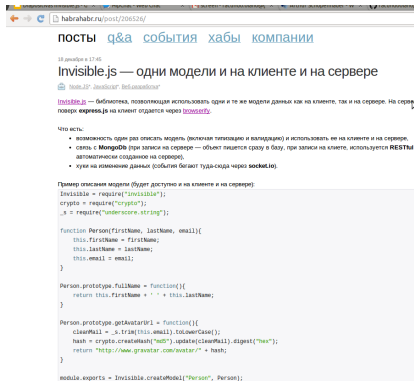 habrahabr.ru/post/206526/
посты q&a события хабы компании
18 декабря в 17:45
Invisible.js — одни модели и на клиенте и на сервере
Node.JS*, JavaScript*, Веб-разработка*
Invisible.js — библиотека, позволяющая использовать одни и те же модели данных как на клиенте, так и на сервере. На серве
поверх express.js на клиент отдается через browserify.
Что есть:
возможность один раз описать модель (включая типизацию и валидацию) и использовать ее на клиенте и на сервере,
связь с MongoDb (при записи на сервере — объект пишется сразу в базу, при записи на клиенте, используется RESTful
автоматически созданное на сервере),
хуки на изменение данных (события бегают туда-сюда через socket.io).
Пример описания модели (будет доступно и на клиенте и на сервере):
Invisible = require("invisible");
crypto = require("crypto");
_s = require("underscore.string");
function Person(firstName, lastName, email){
this.firstName = firstName;
this.lastName = lastName;
this.email = email;
}
Person.prototype.fullName = function(){
return this.firstName + ' ' + this.lastName;
}
Person.prototype.getAvatarUrl = function(){
cleanMail = _s.trim(this.email).toLowerCase();
hash = crypto.createHash("md5").update(cleanMail).digest("hex");
return "http://www.gravatar.com/avatar/" + hash;
}
module.exports = Invisible.createModel("Person", Person);